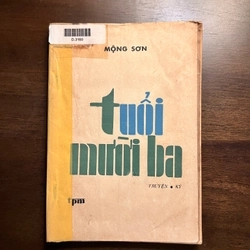 MỘNG SƠN
tuổi
mười ba
TRUYỆN • KÝ
tpm